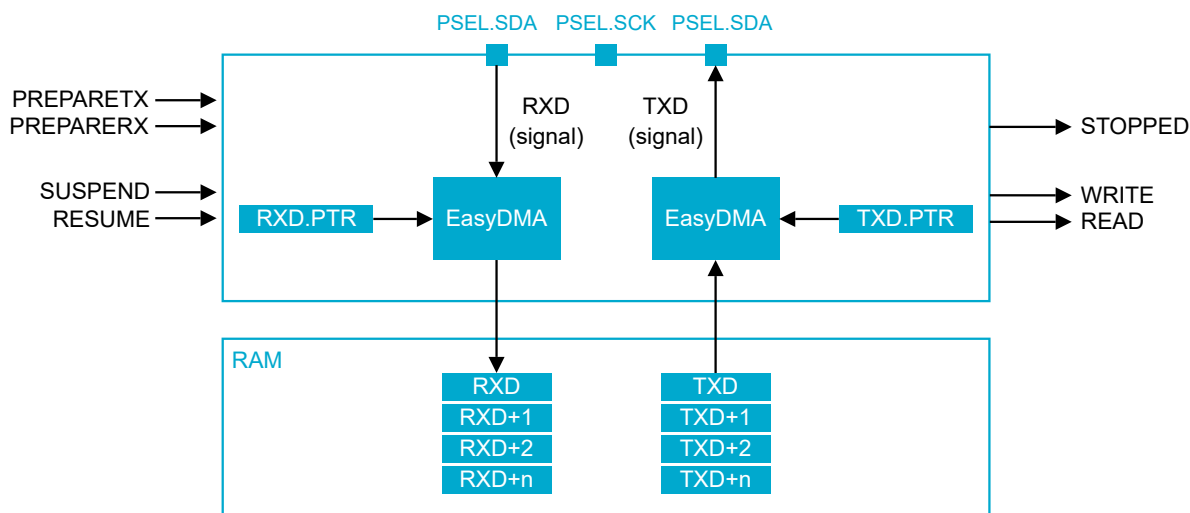 PSEL.SDA PSEL.SCK PSEL.SDA
PREPARETX
PREPARERX
SUSPEND
RESUME
RXD
(signal)
TXD
(signal)
STOPPED
WRITE
READ
RXD.PTR
EasyDMA
EasyDMA
TXD.PTR
RAM
RXD
RXD+1
RXD+2
RXD+n
TXD
TXD+1
TXD+2
TXD+n